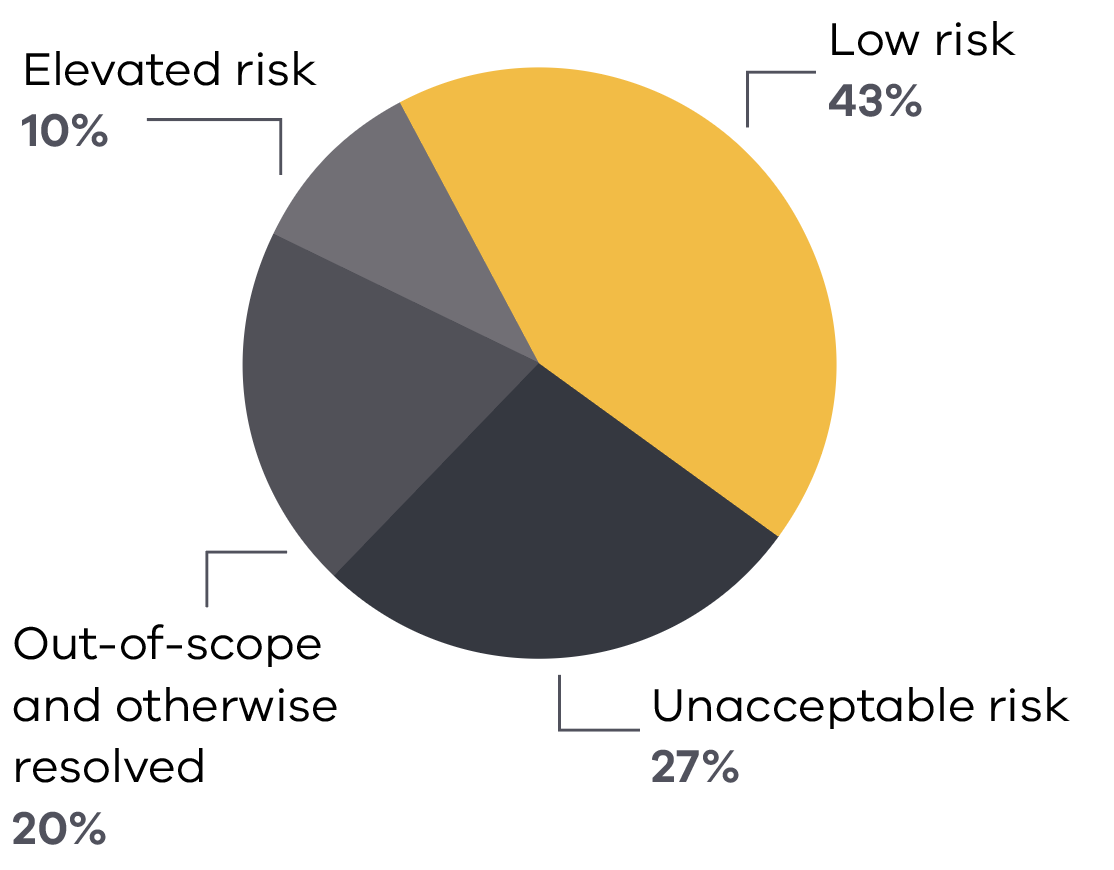 Low risk
43%
Elevated risk
10%
Out-of-scope
and otherwise
resolved
20%
Unacceptable risk
27%